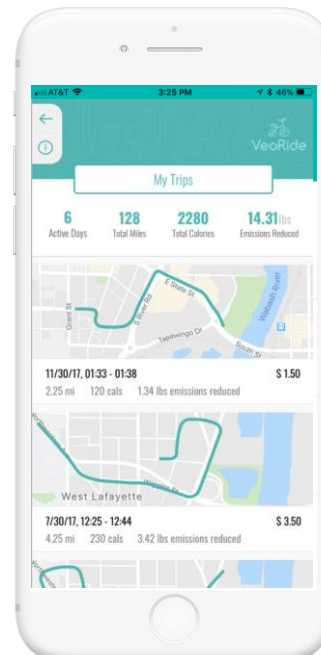 AT&T 3:25 PM 46%
VeoRide
My Trips
6 128 2280 14.31lbs
Active Days Total Miles Total Calories Emissions Reduced
E State St
Grant St
S River Rd
Wabash River
Tapawingo Dr
South St
11/30/17, 01:33 - 01:38 $ 1.50
2.25 mi 120 cals 1.34 lbs emissions reduced
Northwestern
Wiggins St
West Lafayette
7/30/17, 12:25 - 12:44 $ 3.50
4.25 mi 230 cals 3.42 lbs emissions reduced